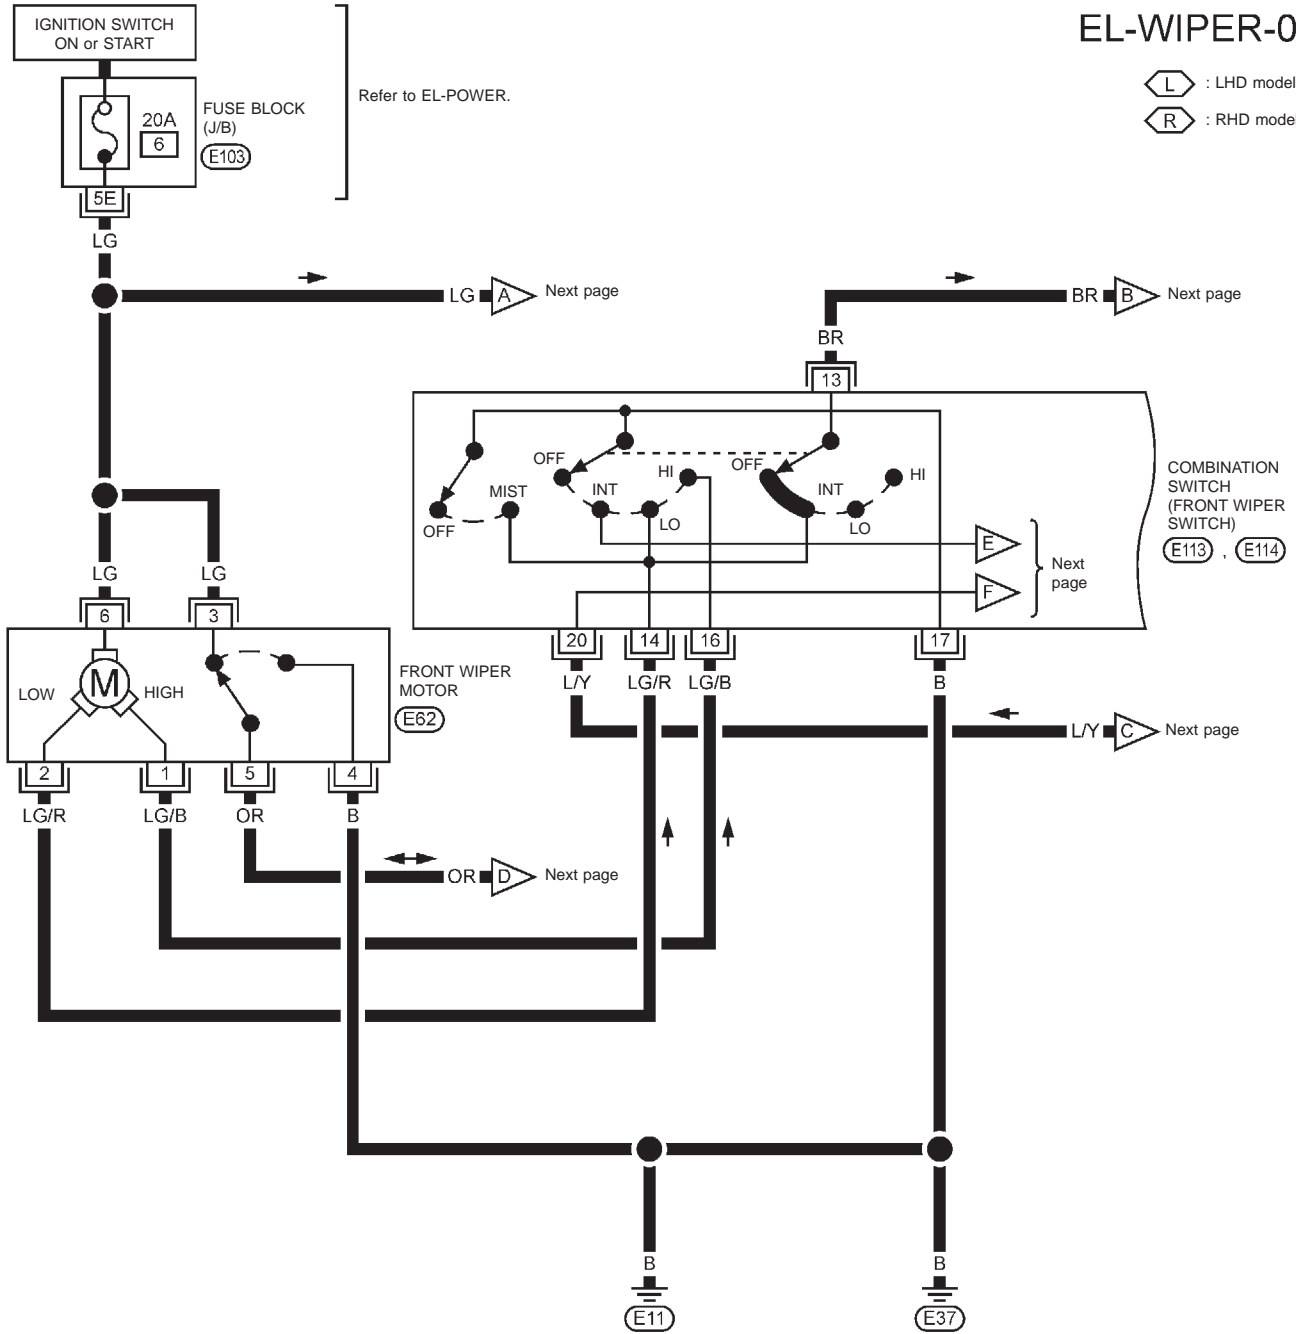 EL-WIPER-0
IGNITION SWITCH
ON or START
20A
6
FUSE BLOCK
(J/B)
E103
Refer to EL-POWER.
L : LHD model
R : RHD model
5E
LG
LG A Next page
BR B Next page
BR
13
OFF
MIST
OFF
INT
LO
HI
OFF
INT
LO
HI
E
F
Next
page
COMBINATION
SWITCH
(FRONT WIPER
SWITCH)
E113 , E114
LG LG
6 3
20 14 16 17
L/Y LG/R LG/B B
M
LOW HIGH
FRONT WIPER
MOTOR
E62
L/Y C Next page
2 1 5 4
LG/R LG/B OR B
OR D Next page
B B
E11 E37